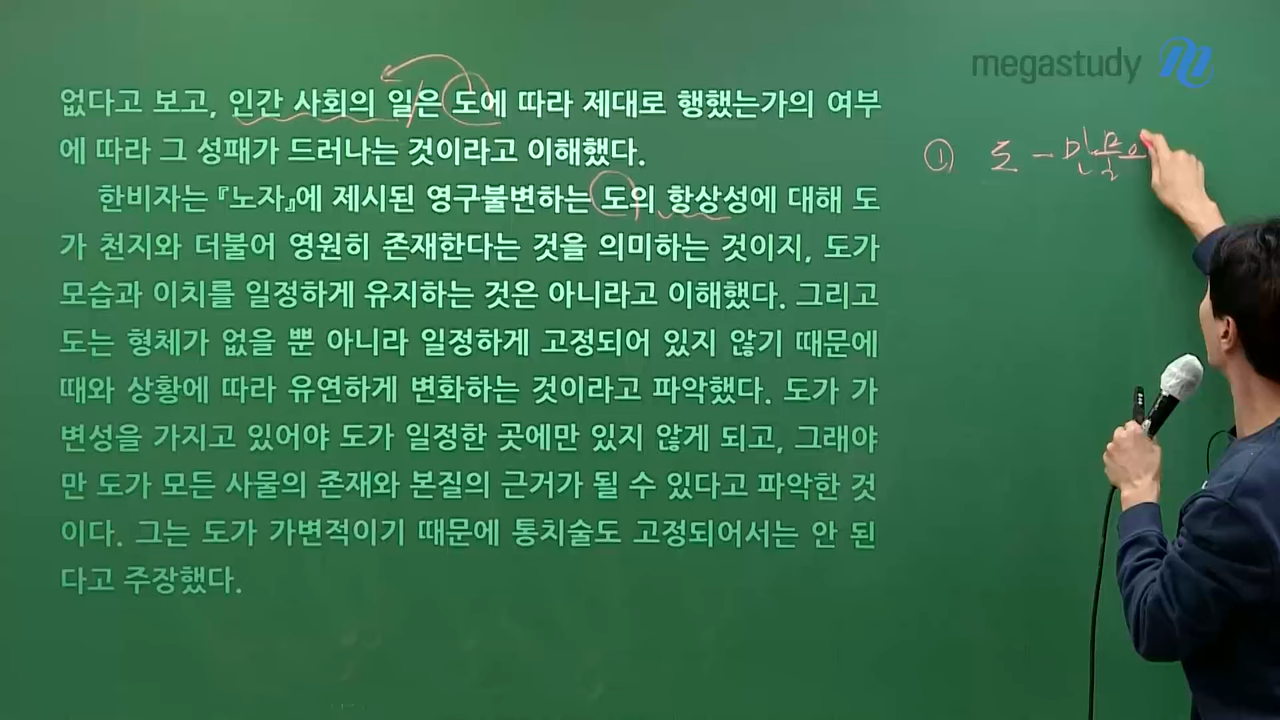 megastudy
없다고 보고, 인간 사회의 일은 도에 따라 제대로 행했는가의 여부
에 따라 그 성패가 드러나는 것이라고 이해했다.
한비자는 『노자』에 제시된 영구불변하는 도의 항상성에 대해 도
가 천지와 더불어 영원히 존재한다는 것을 의미하는 것이지, 도가
모습과 이치를 일정하게 유지하는 것은 아니라고 이해했다. 그리고
도는 형체가 없을 뿐 아니라 일정하게 고정되어 있지 않기 때문에
때와 상황에 따라 유연하게 변화하는 것이라고 파악했다. 도가 가
변성을 가지고 있어야 도가 일정한 곳에만 있지 않게 되고, 그래야
만 도가 모든 사물의 존재와 본질의 근거가 될 수 있다고 파악한 것
이다. 그는 도가 가변적이기 때문에 통치술도 고정되어서는 안 된
다고 주장했다.
① 도 -